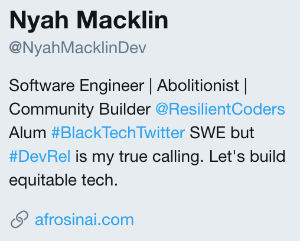 Nyah Macklin
@NyahMacklinDev
Software Engineer | Abolitionist |
Community Builder @ResilientCoders
Alum #BlackTechTwitter SWE but
#DevRel is my true calling. Let's build
equitable tech.
afrosinai.com